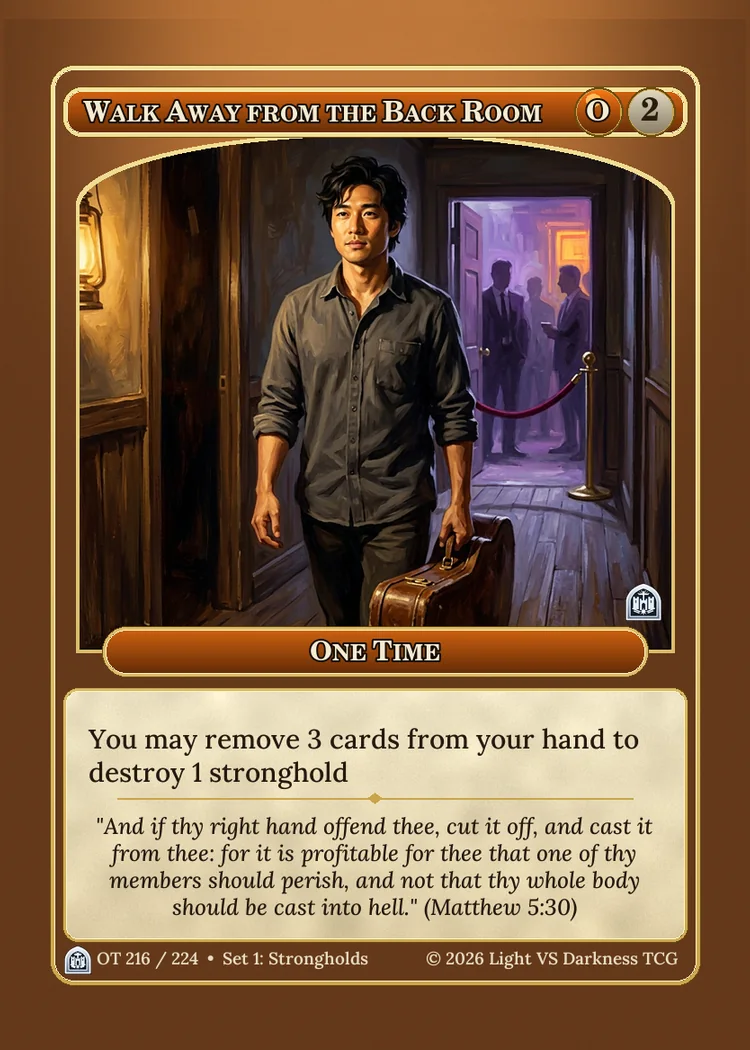 Walk Away from the Back Room O 2
One Time
You may remove 3 cards from your hand to
destroy 1 stronghold
"And if thy right hand offend thee, cut it off, and cast it
from thee: for it is profitable for thee that one of thy
members should perish, and not that thy whole body
should be cast into hell." (Matthew 5:30)
OT 216 / 224 • Set 1: Strongholds © 2026 Light VS Darkness TCG